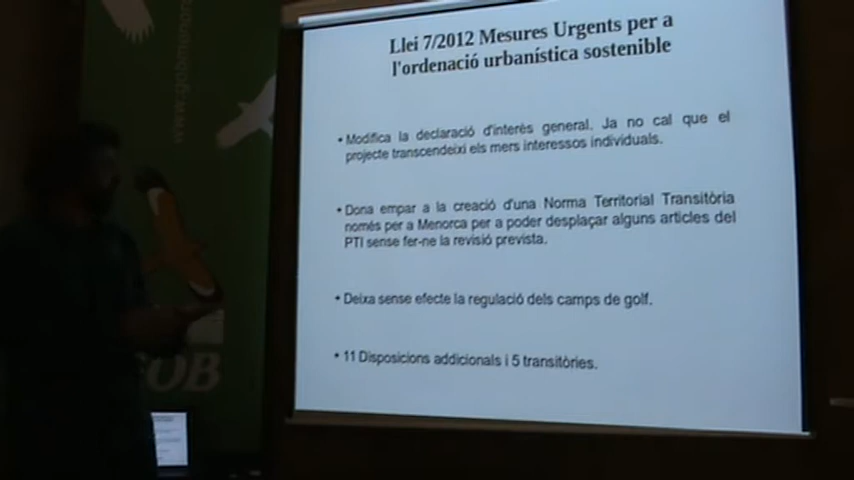 Llei 7/2012 Mesures Urgents per a
l'ordenació urbanística sostenible
• Modifica la declaració d'interès general. Ja no cal que el
projecte transcendeixi els mers interessos individuals.
• Dona empar a la creació d'una Norma Territorial Transitòria
només per a Menorca per a poder desplaçar alguns articles del
PTI sense fer-ne la revisió prevista.
• Deixa sense efecte la regulació dels camps de golf.
• 11 Disposicions addicionals i 5 transitòries.
www.gobmenorca
GOB